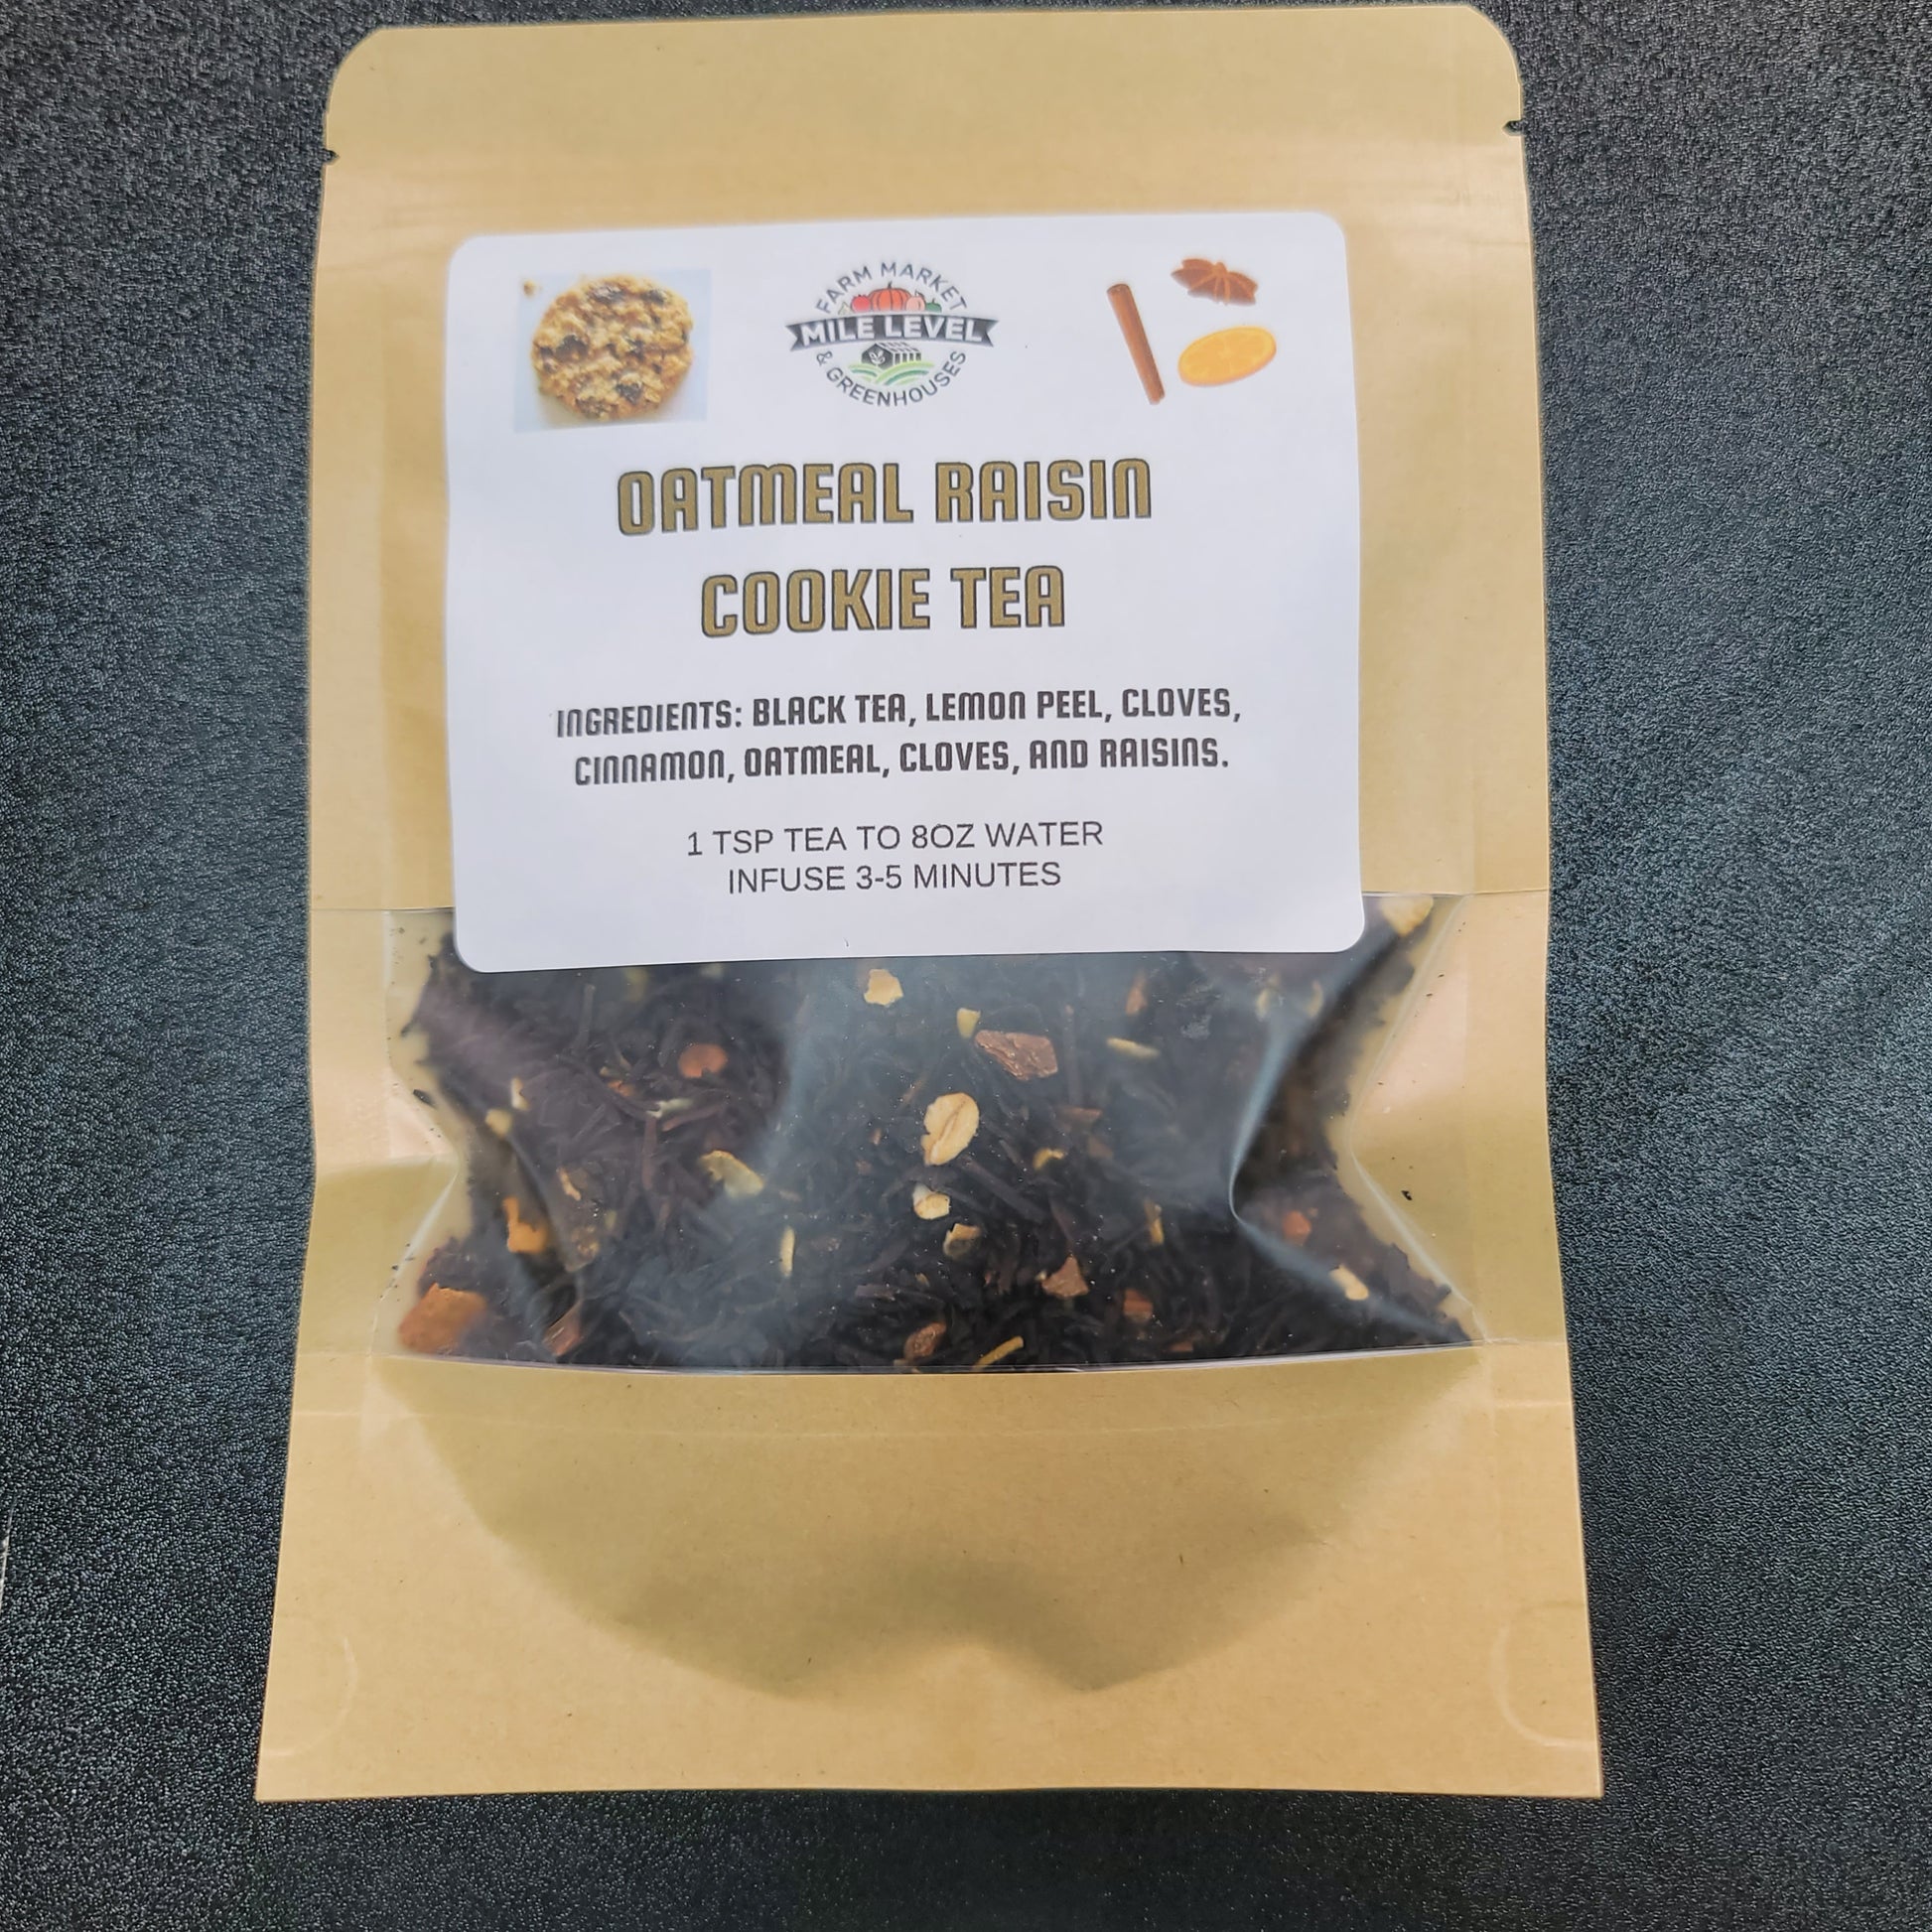 FARM MARKET
MILE LEVEL
& GREENHOUSES
OATMEAL RAISIN
COOKIE TEA
INGREDIENTS: BLACK TEA, LEMON PEEL, CLOVES,
CINNAMON, OATMEAL, CLOVES, AND RAISINS.
1 TSP TEA TO 8OZ WATER
INFUSE 3-5 MINUTES